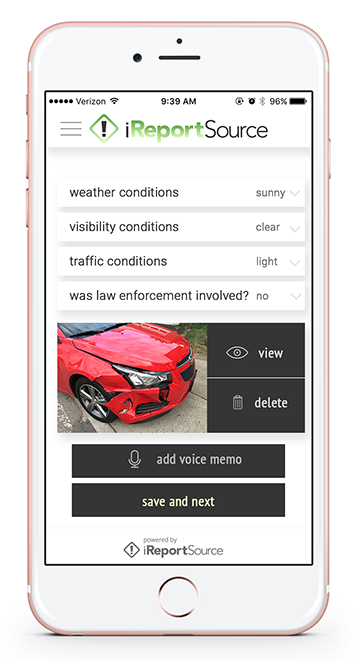 Verizon 9:39 AM 96%
iReportSource
weather conditions sunny
visibility conditions clear
traffic conditions light
was law enforcement involved? no
view
delete
add voice memo
save and next
powered by
iReportSource